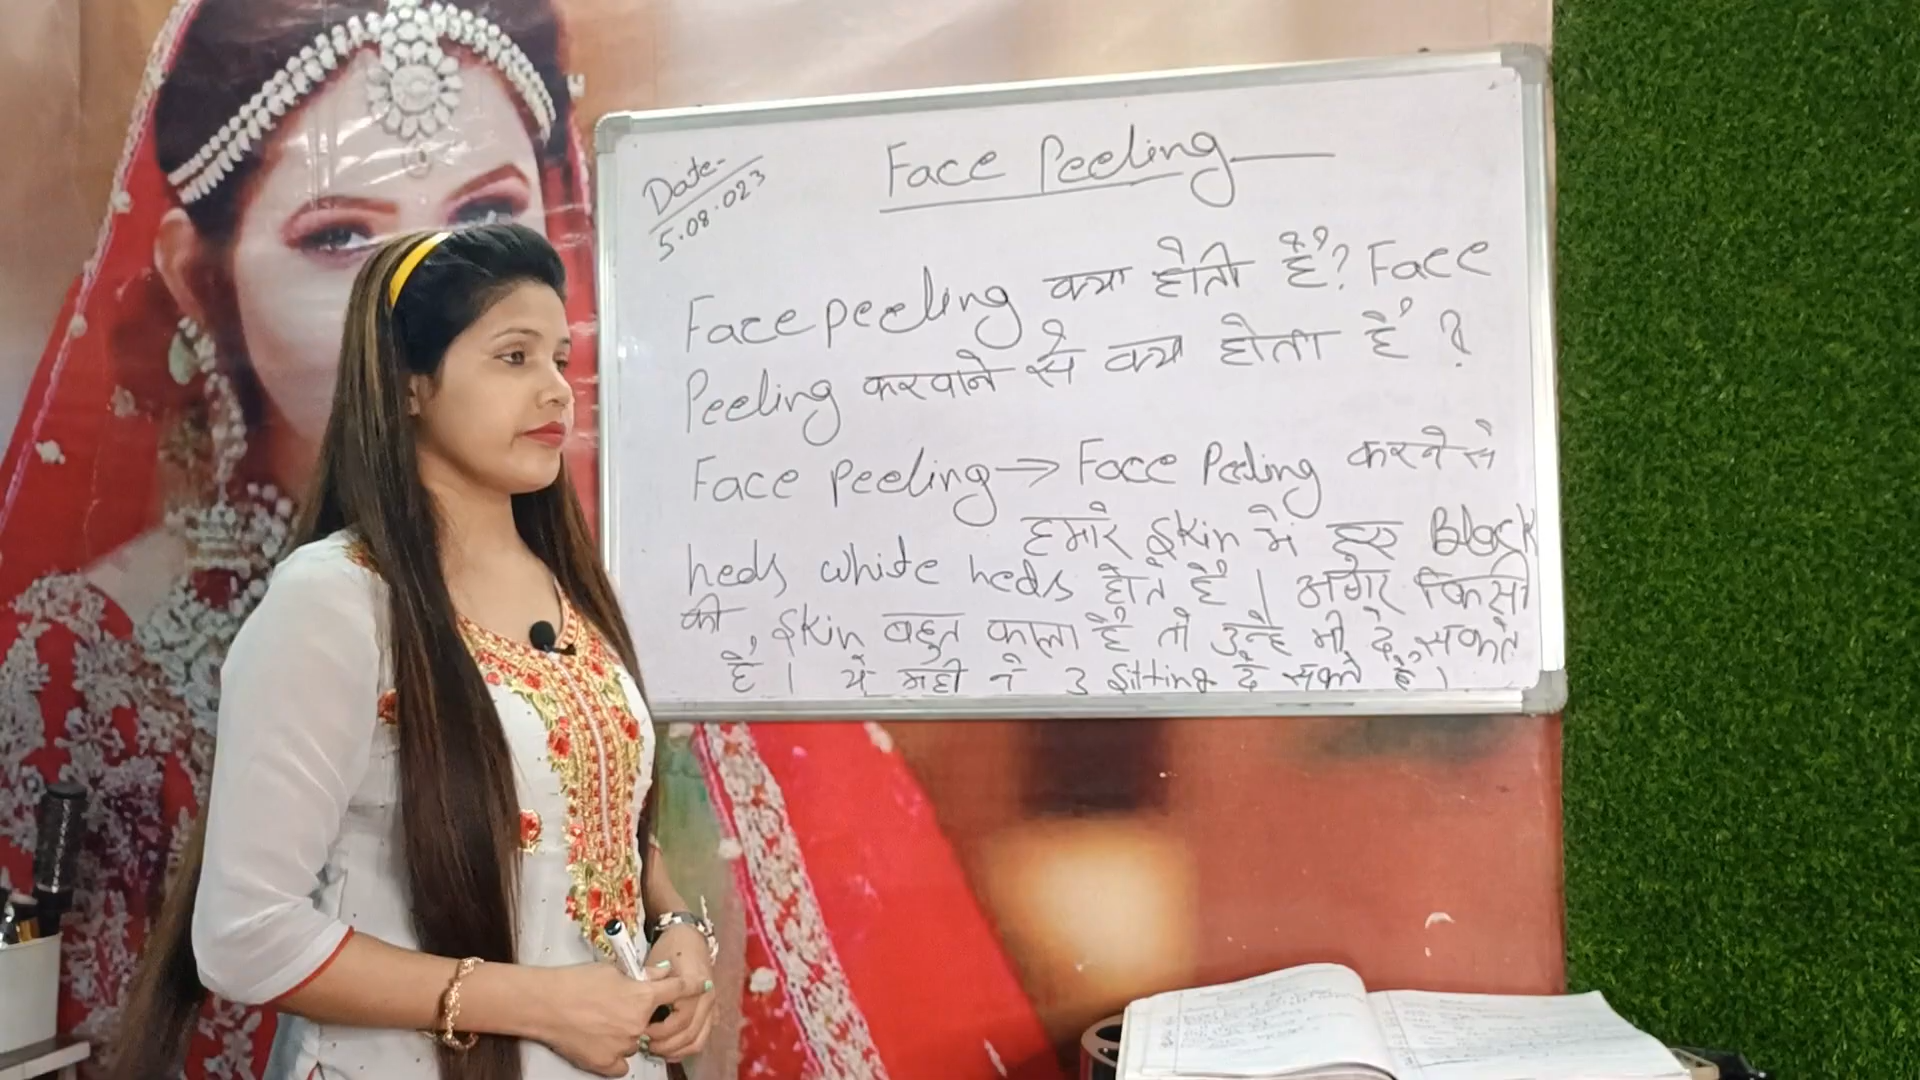 Date-
5.08.023
Face Peeling
Face peeling क्या होती है? Face
Peeling करवाने से क्या होता है ?
Face peeling → Face Peeling करने से
हमारे skin मे हुए Black
heds white heds होते है । अगर किसी
की skin बहुत काला है तो उन्हे भी दे सकते
है । ये मही ने 3 sitting दे सकते है ।